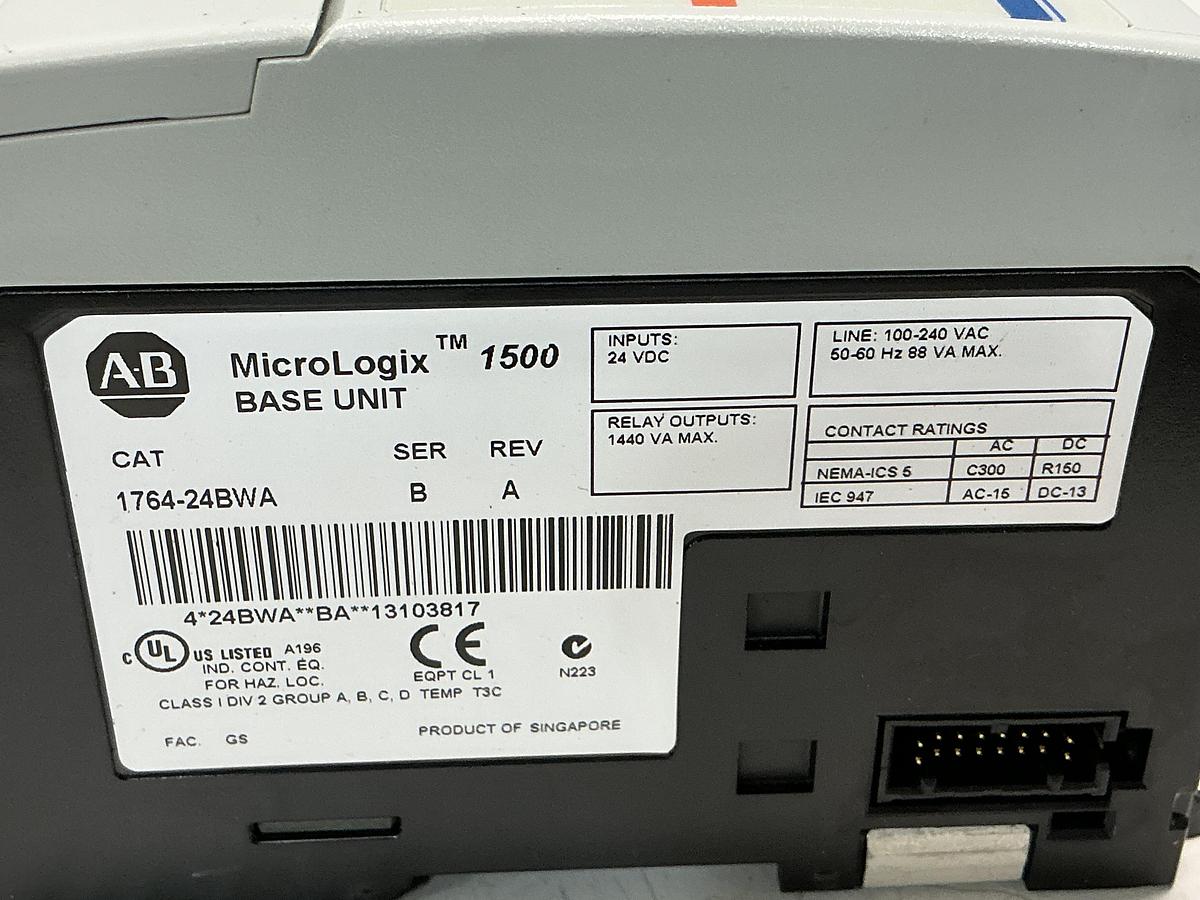 A·B
MicroLogix™ 1500
BASE UNIT
CAT SER REV
1764-24BWA B A
4*24BWA**BA**13103817
C UL US LISTED A196
IND. CONT. EQ.
FOR HAZ. LOC.
CLASS I DIV 2 GROUP A, B, C, D TEMP T3C
CE
EQPT CL 1
N223
FAC. GS
PRODUCT OF SINGAPORE
INPUTS:
24 VDC
LINE: 100-240 VAC
50-60 Hz 88 VA MAX.
RELAY OUTPUTS:
1440 VA MAX.
CONTACT RATINGS
AC DC
NEMA-ICS 5 C300 R150
IEC 947 AC-15 DC-13